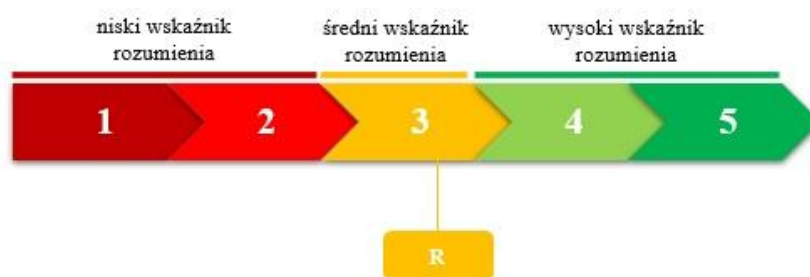 niski wskaźnik
rozumienia
średni wskaźnik
rozumienia
wysoki wskaźnik
rozumienia
1 2 3 4 5
R